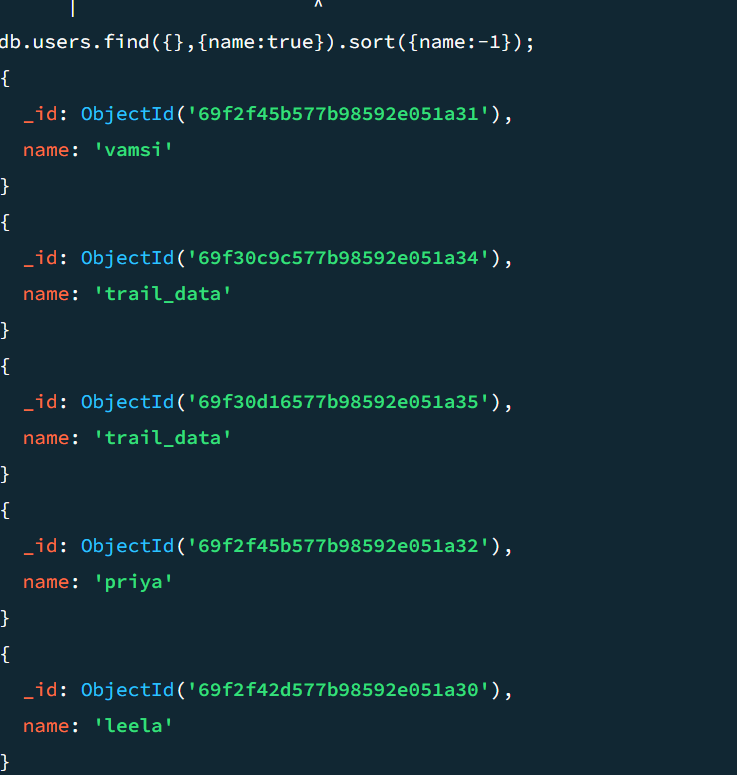 | ^
db.users.find({},{name:true}).sort({name:-1});
{
  _id: ObjectId('69f2f45b577b98592e051a31'),
  name: 'vamsi'
}
{
  _id: ObjectId('69f30c9c577b98592e051a34'),
  name: 'trail_data'
}
{
  _id: ObjectId('69f30d16577b98592e051a35'),
  name: 'trail_data'
}
{
  _id: ObjectId('69f2f45b577b98592e051a32'),
  name: 'priya'
}
{
  _id: ObjectId('69f2f42d577b98592e051a30'),
  name: 'leela'
}